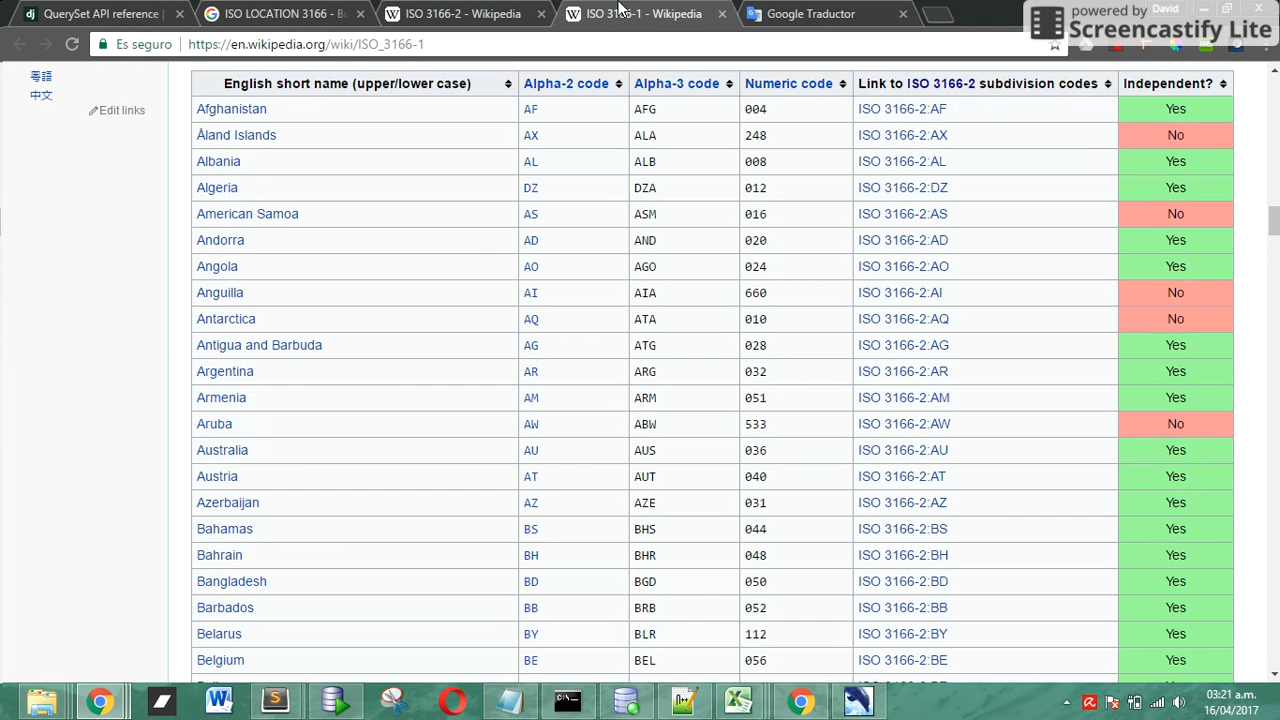 QuerySet API reference |
ISO LOCATION 3166 - Bu
ISO 3166-2 - Wikipedia
ISO 3166-1 - Wikipedia
Google Traductor
David
powered by
Screencastify Lite
Es seguro
https://en.wikipedia.org/wiki/ISO_3166-1
粵語
中文
Edit links
English short name (upper/lower case) Alpha-2 code Alpha-3 code Numeric code Link to ISO 3166-2 subdivision codes Independent?
Afghanistan AF AFG 004 ISO 3166-2:AF Yes
Åland Islands AX ALA 248 ISO 3166-2:AX No
Albania AL ALB 008 ISO 3166-2:AL Yes
Algeria DZ DZA 012 ISO 3166-2:DZ Yes
American Samoa AS ASM 016 ISO 3166-2:AS No
Andorra AD AND 020 ISO 3166-2:AD Yes
Angola AO AGO 024 ISO 3166-2:AO Yes
Anguilla AI AIA 660 ISO 3166-2:AI No
Antarctica AQ ATA 010 ISO 3166-2:AQ No
Antigua and Barbuda AG ATG 028 ISO 3166-2:AG Yes
Argentina AR ARG 032 ISO 3166-2:AR Yes
Armenia AM ARM 051 ISO 3166-2:AM Yes
Aruba AW ABW 533 ISO 3166-2:AW No
Australia AU AUS 036 ISO 3166-2:AU Yes
Austria AT AUT 040 ISO 3166-2:AT Yes
Azerbaijan AZ AZE 031 ISO 3166-2:AZ Yes
Bahamas BS BHS 044 ISO 3166-2:BS Yes
Bahrain BH BHR 048 ISO 3166-2:BH Yes
Bangladesh BD BGD 050 ISO 3166-2:BD Yes
Barbados BB BRB 052 ISO 3166-2:BB Yes
Belarus BY BLR 112 ISO 3166-2:BY Yes
Belgium BE BEL 056 ISO 3166-2:BE Yes
03:21 a.m.
16/04/2017